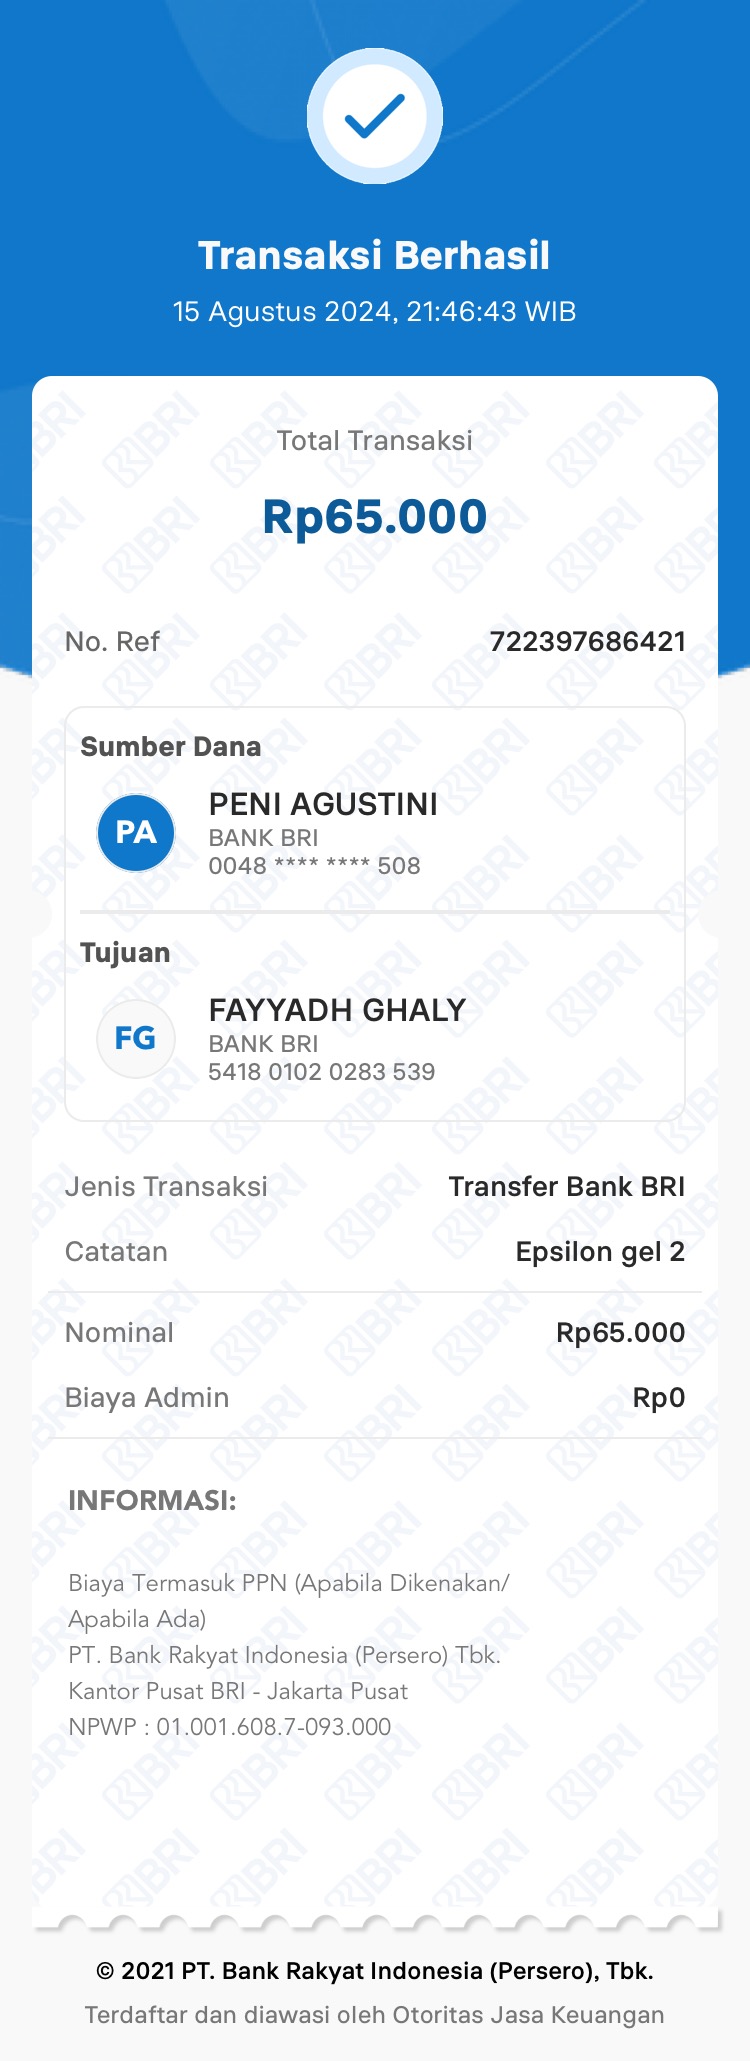 Transaksi Berhasil
15 Agustus 2024, 21:46:43 WIB
Total Transaksi
Rp65.000
No. Ref 722397686421
Sumber Dana
PA
PENI AGUSTINI
BANK BRI
0048 **** **** 508
Tujuan
FG
FAYYADH GHALY
BANK BRI
5418 0102 0283 539
Jenis Transaksi Transfer Bank BRI
Catatan Epsilon gel 2
Nominal Rp65.000
Biaya Admin Rp0
INFORMASI:
Biaya Termasuk PPN (Apabila Dikenakan/
Apabila Ada)
PT. Bank Rakyat Indonesia (Persero) Tbk.
Kantor Pusat BRI - Jakarta Pusat
NPWP : 01.001.608.7-093.000
© 2021 PT. Bank Rakyat Indonesia (Persero), Tbk.
Terdaftar dan diawasi oleh Otoritas Jasa Keuangan